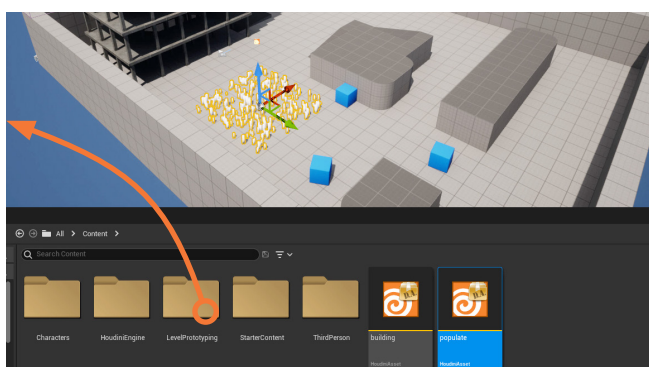 All > Content >
Search Content
Characters HoudiniEngine LevelPrototyping StarterContent ThirdPerson building populate
HoudiniAsset HoudiniAsset